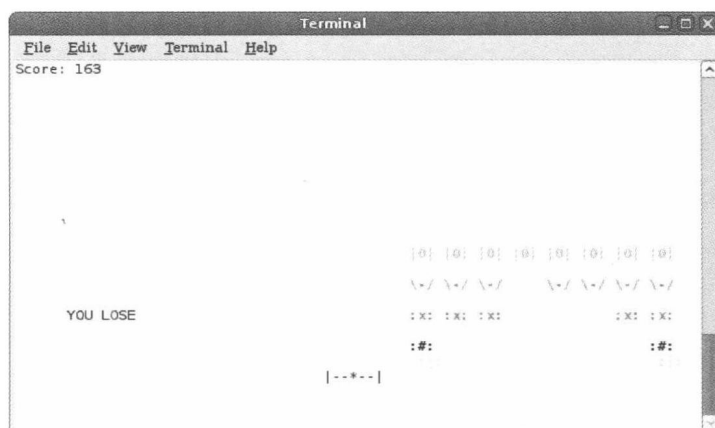 Terminal
File Edit View Terminal Help
Score: 163
\
|0| |0| |0| |0| |0| |0| |0| |0|
\-/ \-/ \-/ \-/ \-/ \-/ \-/
YOU LOSE :x: :x: :x: :x: :x:
:#: :#:
|--*--|